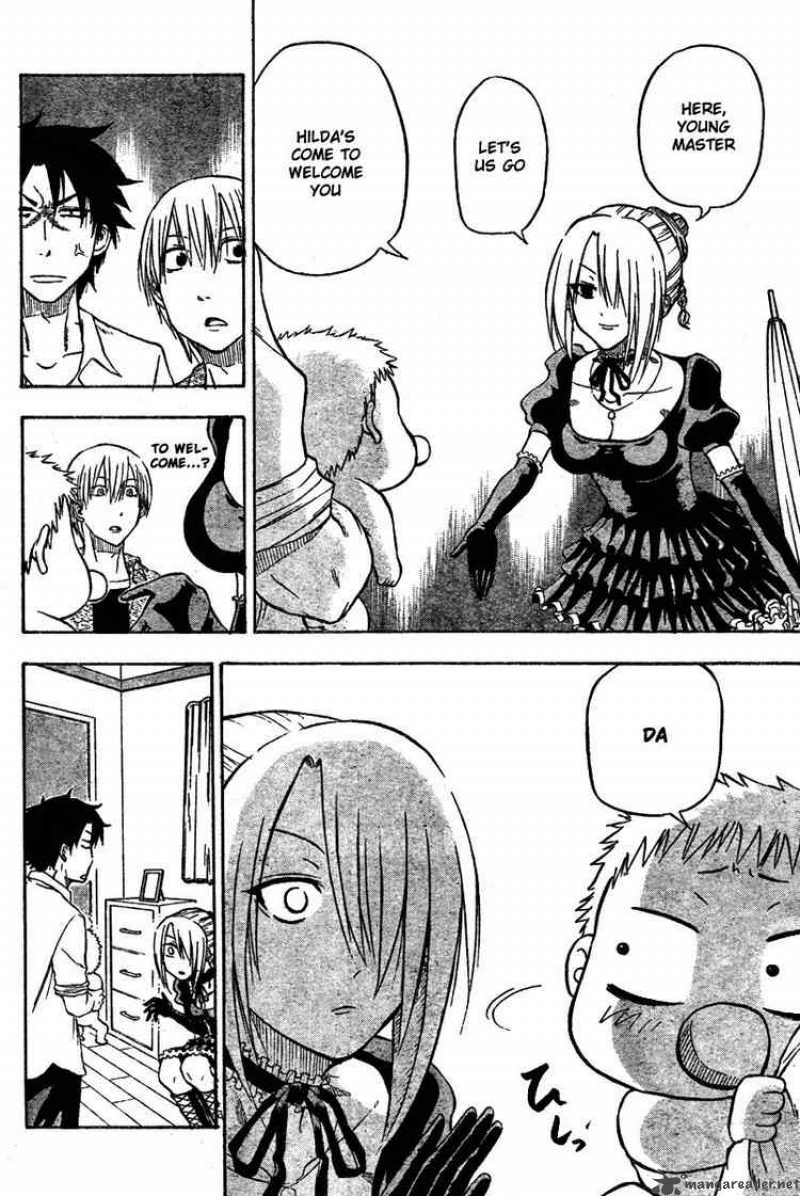 HERE,
YOUNG
MASTER
LET'S
US GO
HILDA'S
COME TO
WELCOME
YOU
TO WEL-
COME...?
DA
ひしっ
mangareader.net